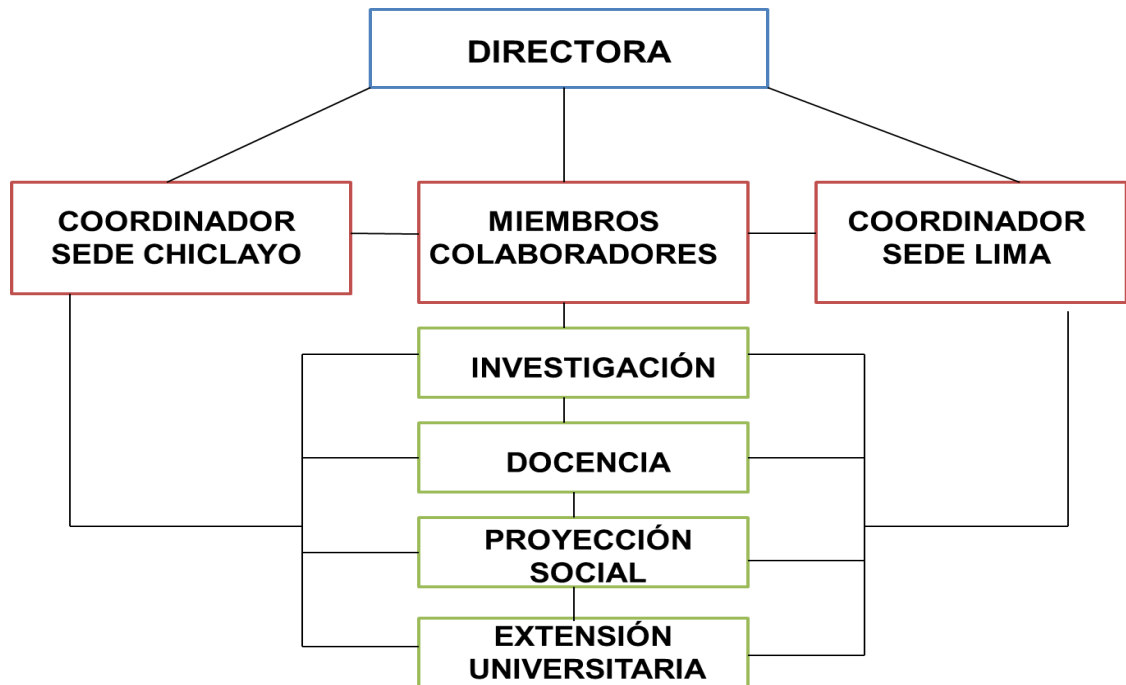 DIRECTORA
COORDINADOR
SEDE CHICLAYO
MIEMBROS
COLABORADORES
COORDINADOR
SEDE LIMA
INVESTIGACIÓN
DOCENCIA
PROYECCIÓN
SOCIAL
EXTENSIÓN
UNIVERSITARIA